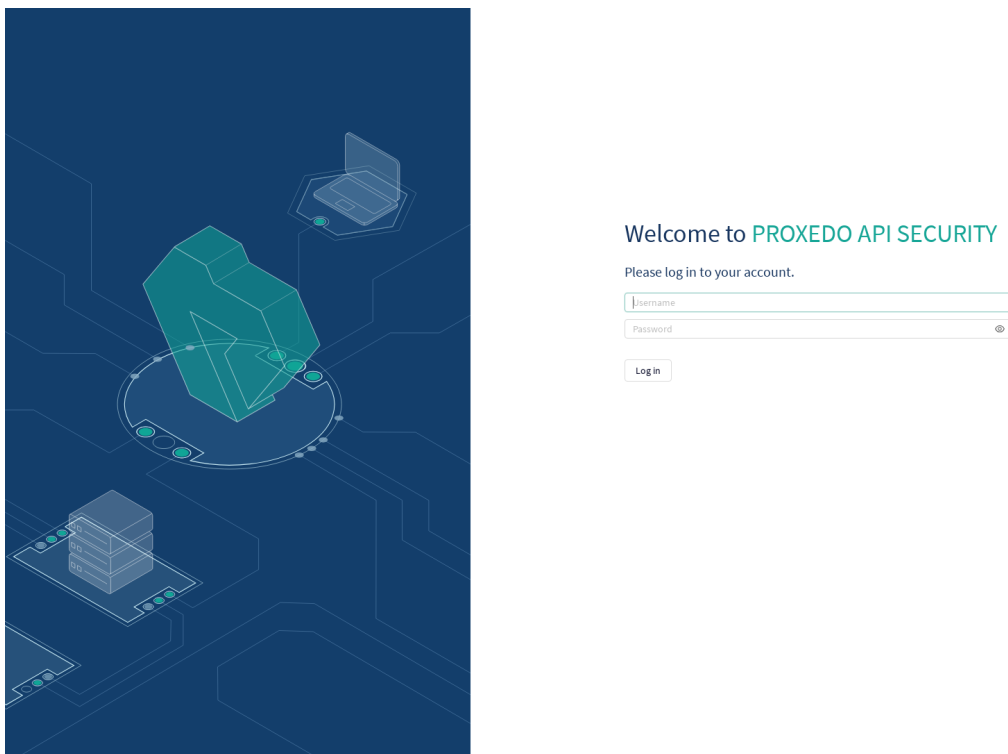 Welcome to PROXEDO API SECURITY
Please log in to your account.
Username
Password
Log in